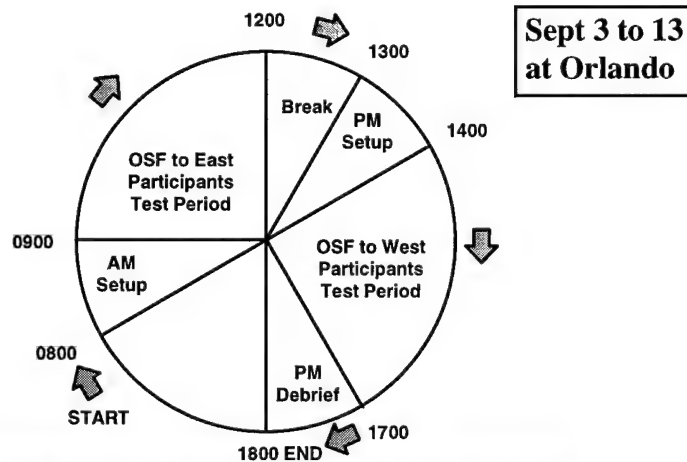 Sept 3 to 13
at Orlando
1200
1300
Break
PM
Setup
1400
OSF to East
Participants
Test Period
0900
AM
Setup
OSF to West
Participants
Test Period
0800
START
PM
Debrief
1700
1800 END